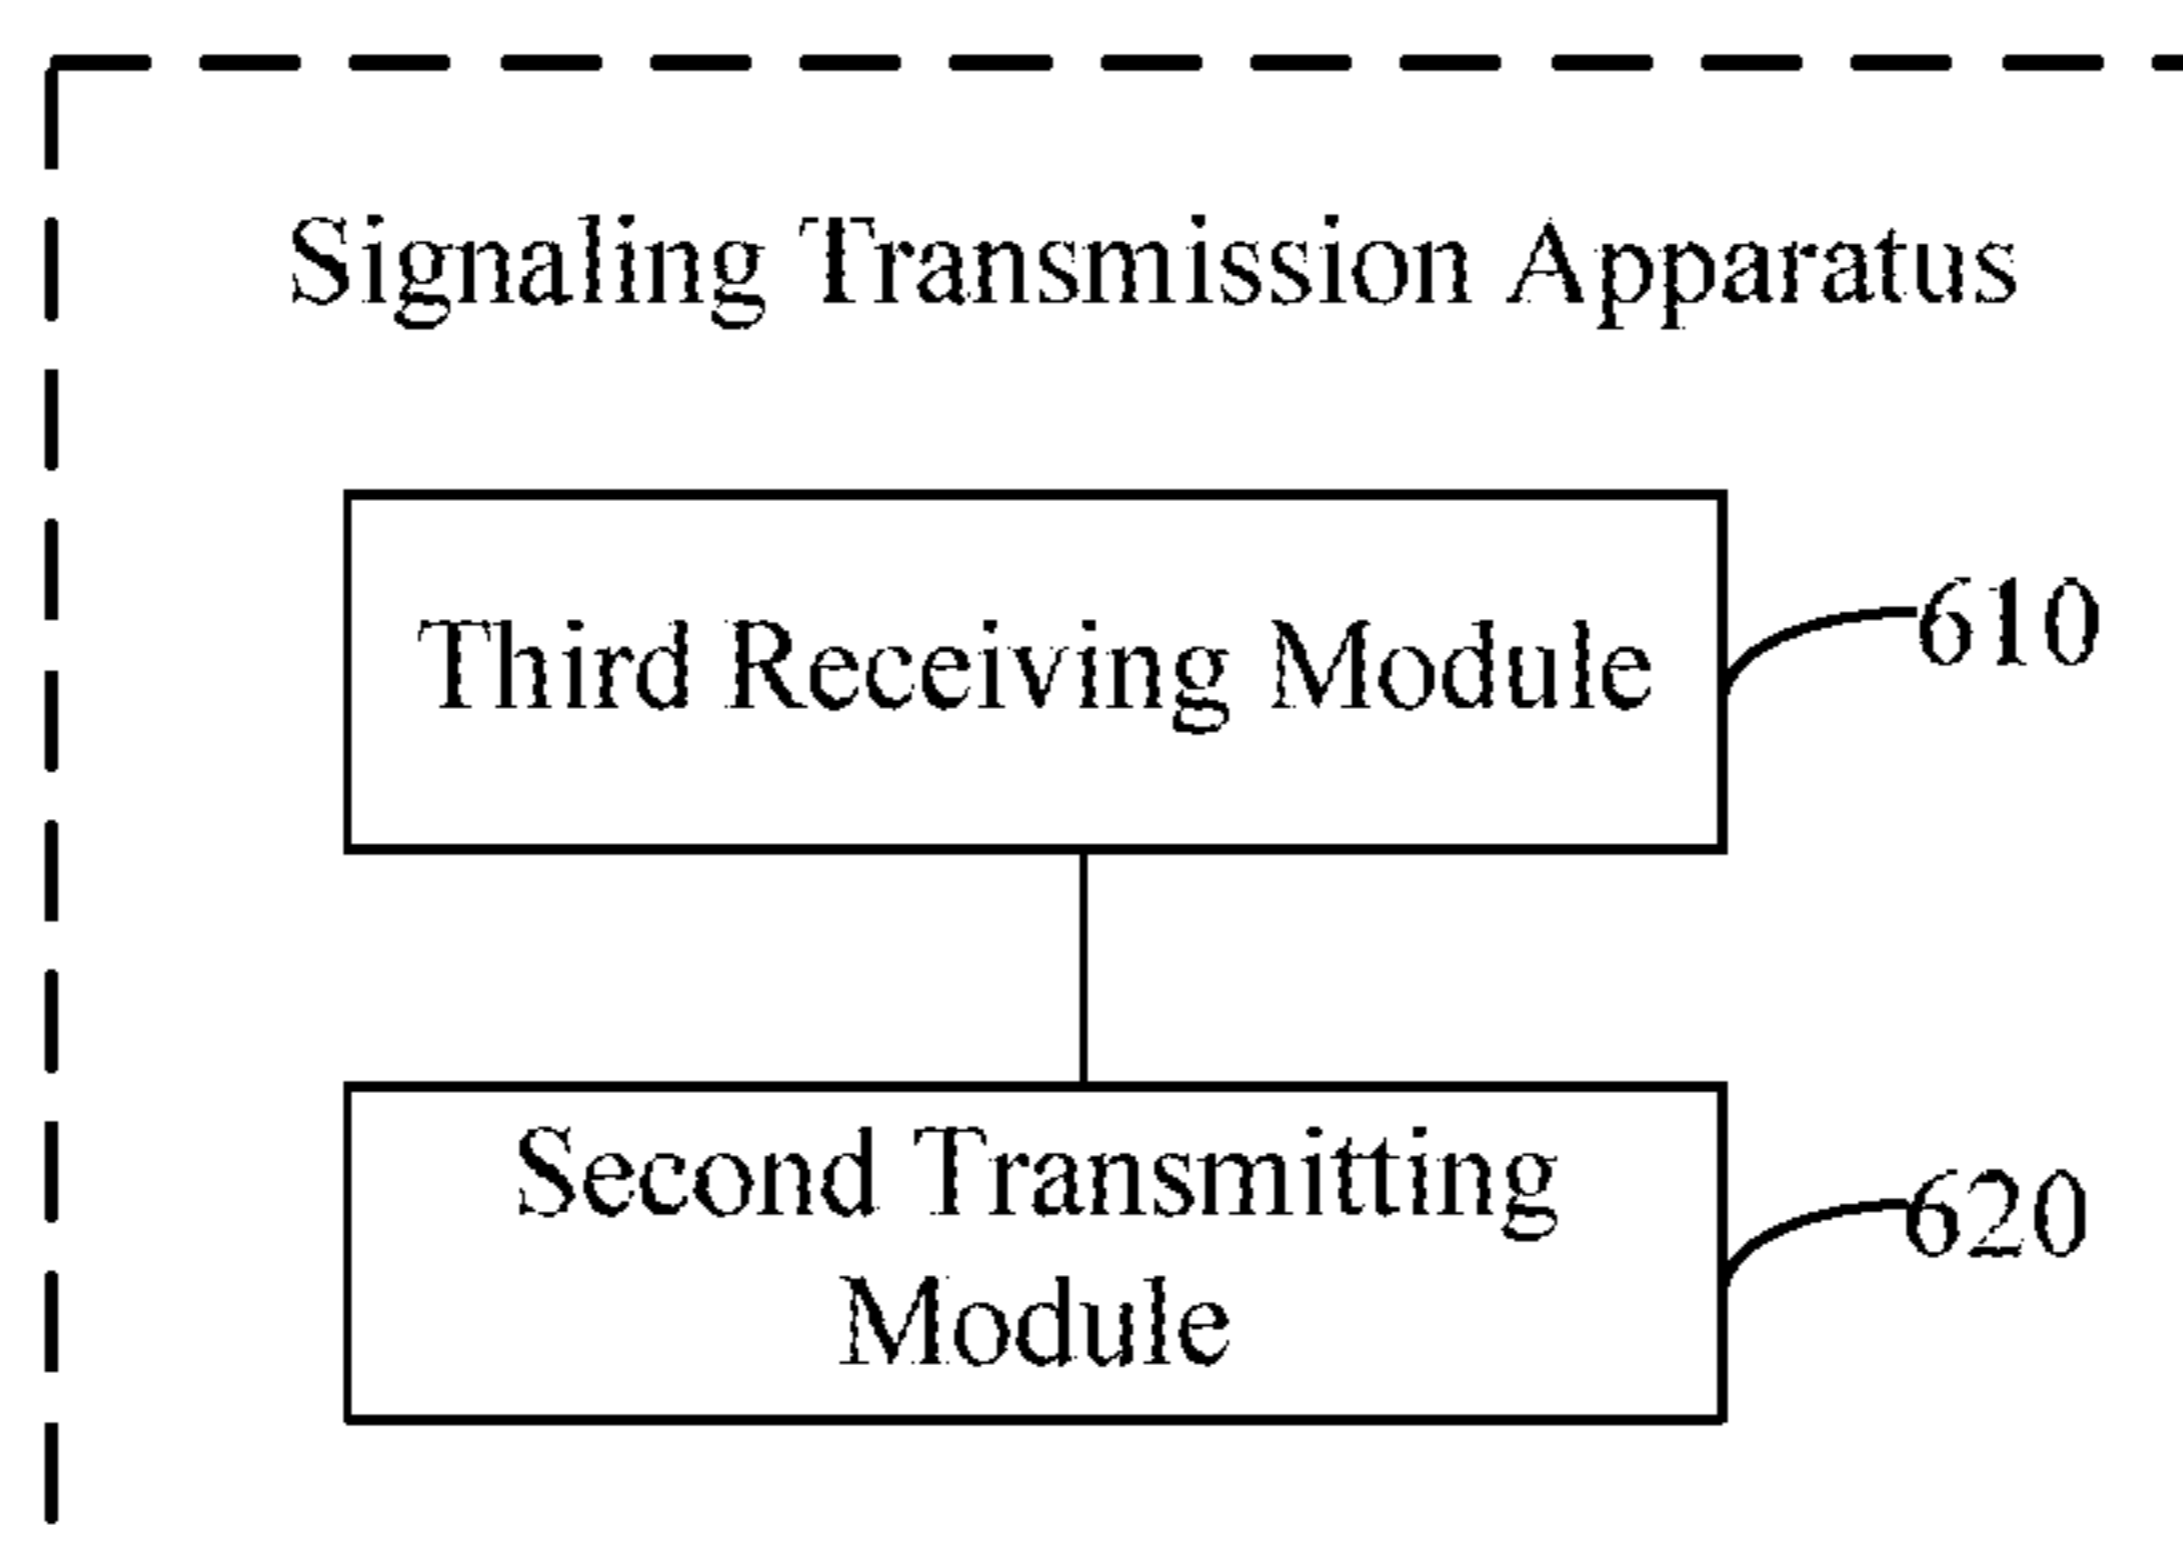 Signaling Transmission Apparatus
Third Receiving Module
610
Second Transmitting
Module
620